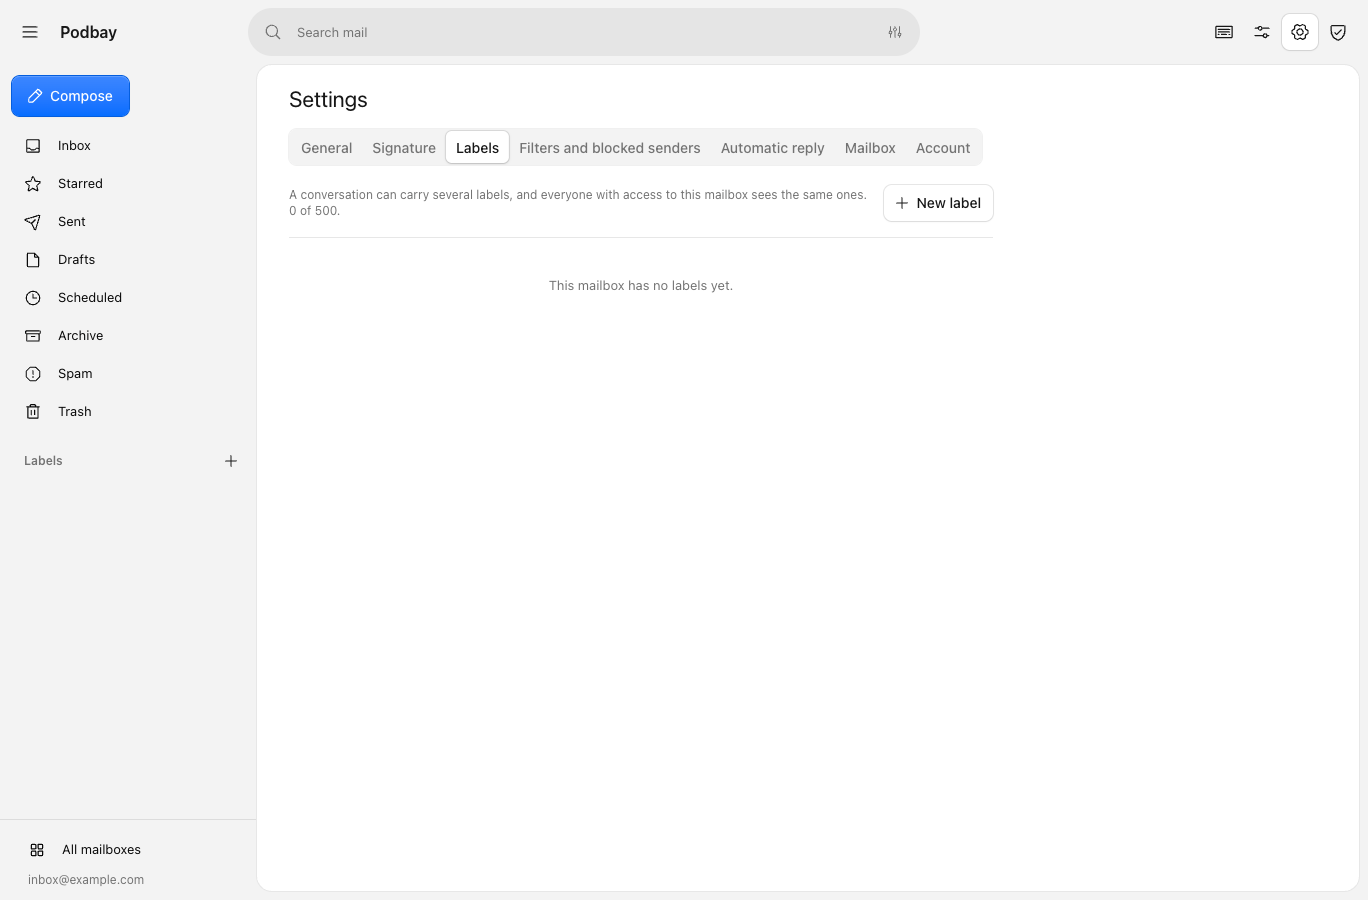 Podbay
Search mail
Compose
Inbox
Starred
Sent
Drafts
Scheduled
Archive
Spam
Trash
Labels
All mailboxes
inbox@example.com
Settings
General
Signature
Labels
Filters and blocked senders
Automatic reply
Mailbox
Account
A conversation can carry several labels, and everyone with access to this mailbox sees the same ones.
0 of 500.
New label
This mailbox has no labels yet.